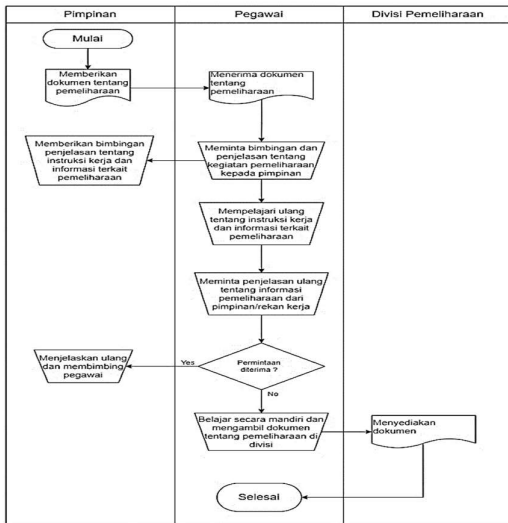 Pimpinan
Pegawai
Divisi Pemeliharaan
Mulai
Memberikan
dokumen tentang
pemeliharaan
Menerima dokumen
tentang
pemeliharaan
Memberikan bimbingan
penjelasan tentang
instruksi kerja dan
informasi terkait
pemeliharaan
Meminta bimbingan dan
penjelasan tentang
kegiatan pemeliharaan
kepada pimpinan
Mempelajari ulang
tentang instruksi kerja
dan informasi terkait
pemeliharaan
Meminta penjelasan ulang
tentang informasi
pemeliharaan dari
pimpinan/rekan kerja
Menjelaskan ulang
dan membimbing
pegawai
Yes
Permintaan
diterima ?
No
Belajar secara mandiri dan
mengambil dokumen
tentang pemeliharaan di
divisi
Menyediakan
dokumen
Selesai